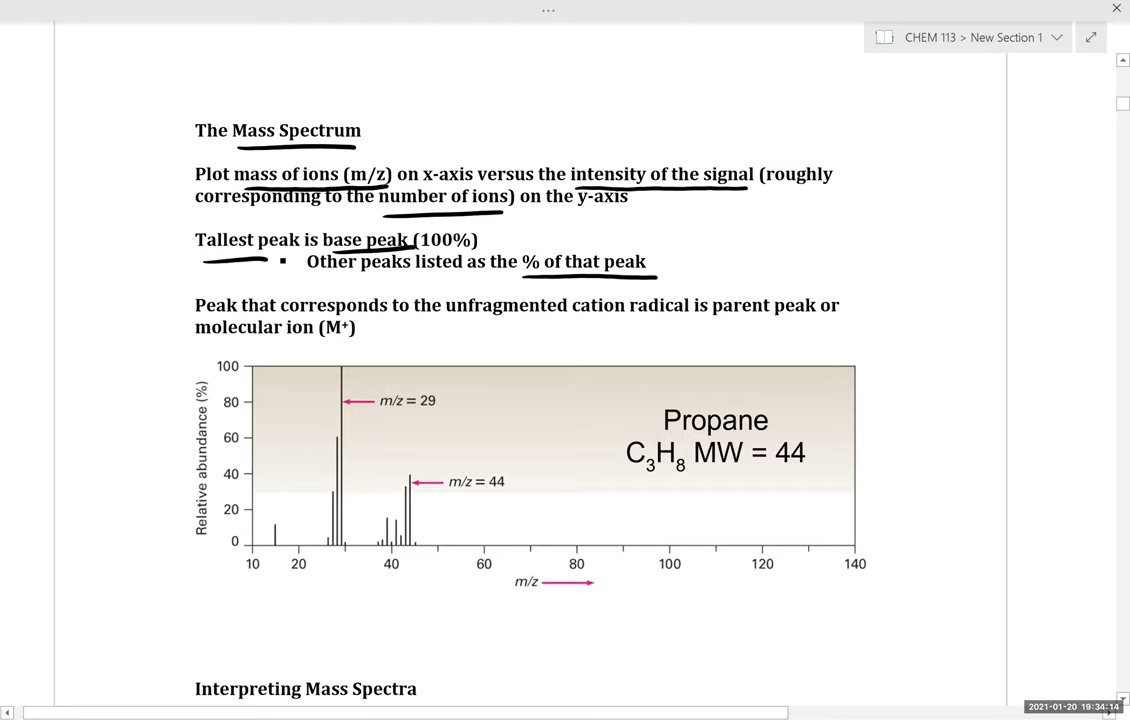 ...
CHEM 113 > New Section 1
The Mass Spectrum
Plot mass of ions (m/z) on x-axis versus the intensity of the signal (roughly
corresponding to the number of ions) on the y-axis
Tallest peak is base peak (100%)
▪ Other peaks listed as the % of that peak
Peak that corresponds to the unfragmented cation radical is parent peak or
molecular ion (M⁺)
Relative abundance (%)
100
80
60
40
20
0
m/z = 29
m/z = 44
Propane
C₃H₈ MW = 44
10 20 40 60 80 100 120 140
m/z
Interpreting Mass Spectra
2021-01-20 19:34:14